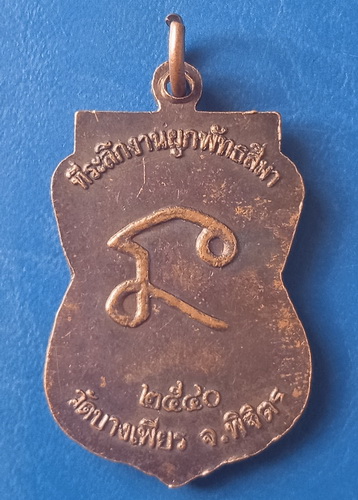 ที่ระลึกงานผูกพัทธสีมา
๒๕๔๐
วัดบางเพียร จ.พิจิตร